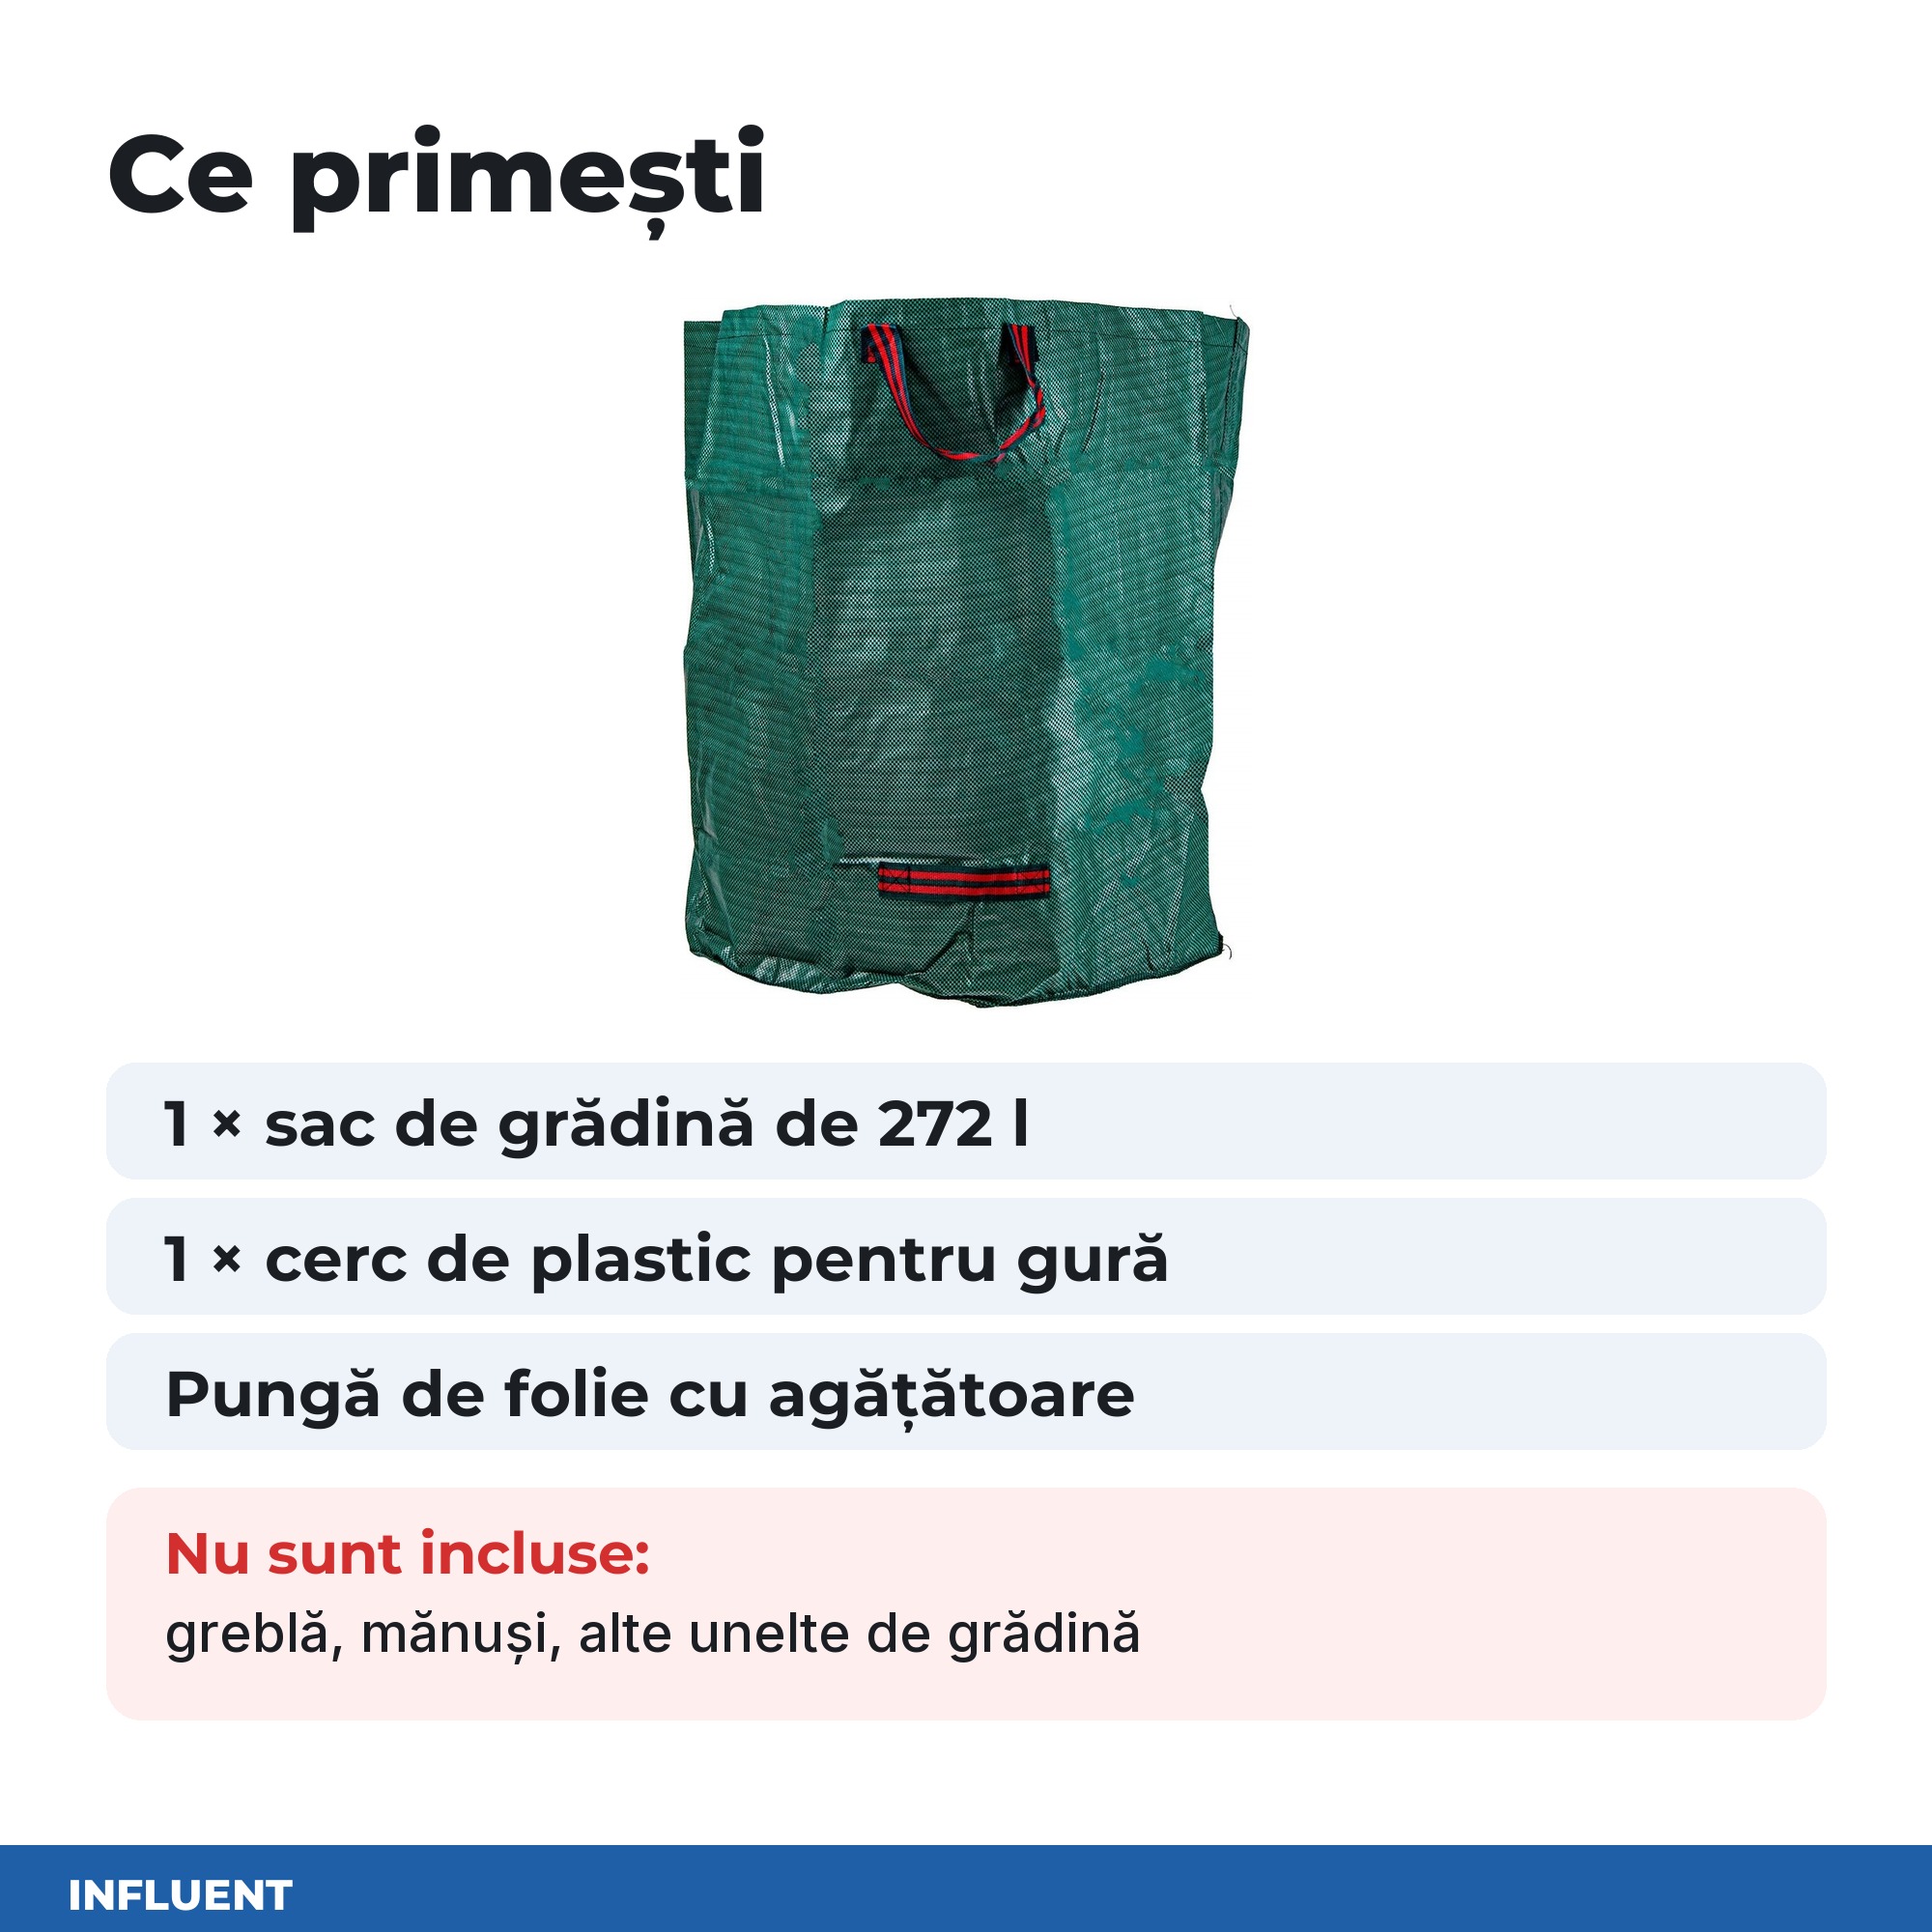 Ce primești
1 × sac de grădină de 272 l
1 × cerc de plastic pentru gură
Pungă de folie cu agățătoare
Nu sunt incluse:
greblă, mănuși, alte unelte de grădină
INFLUENT